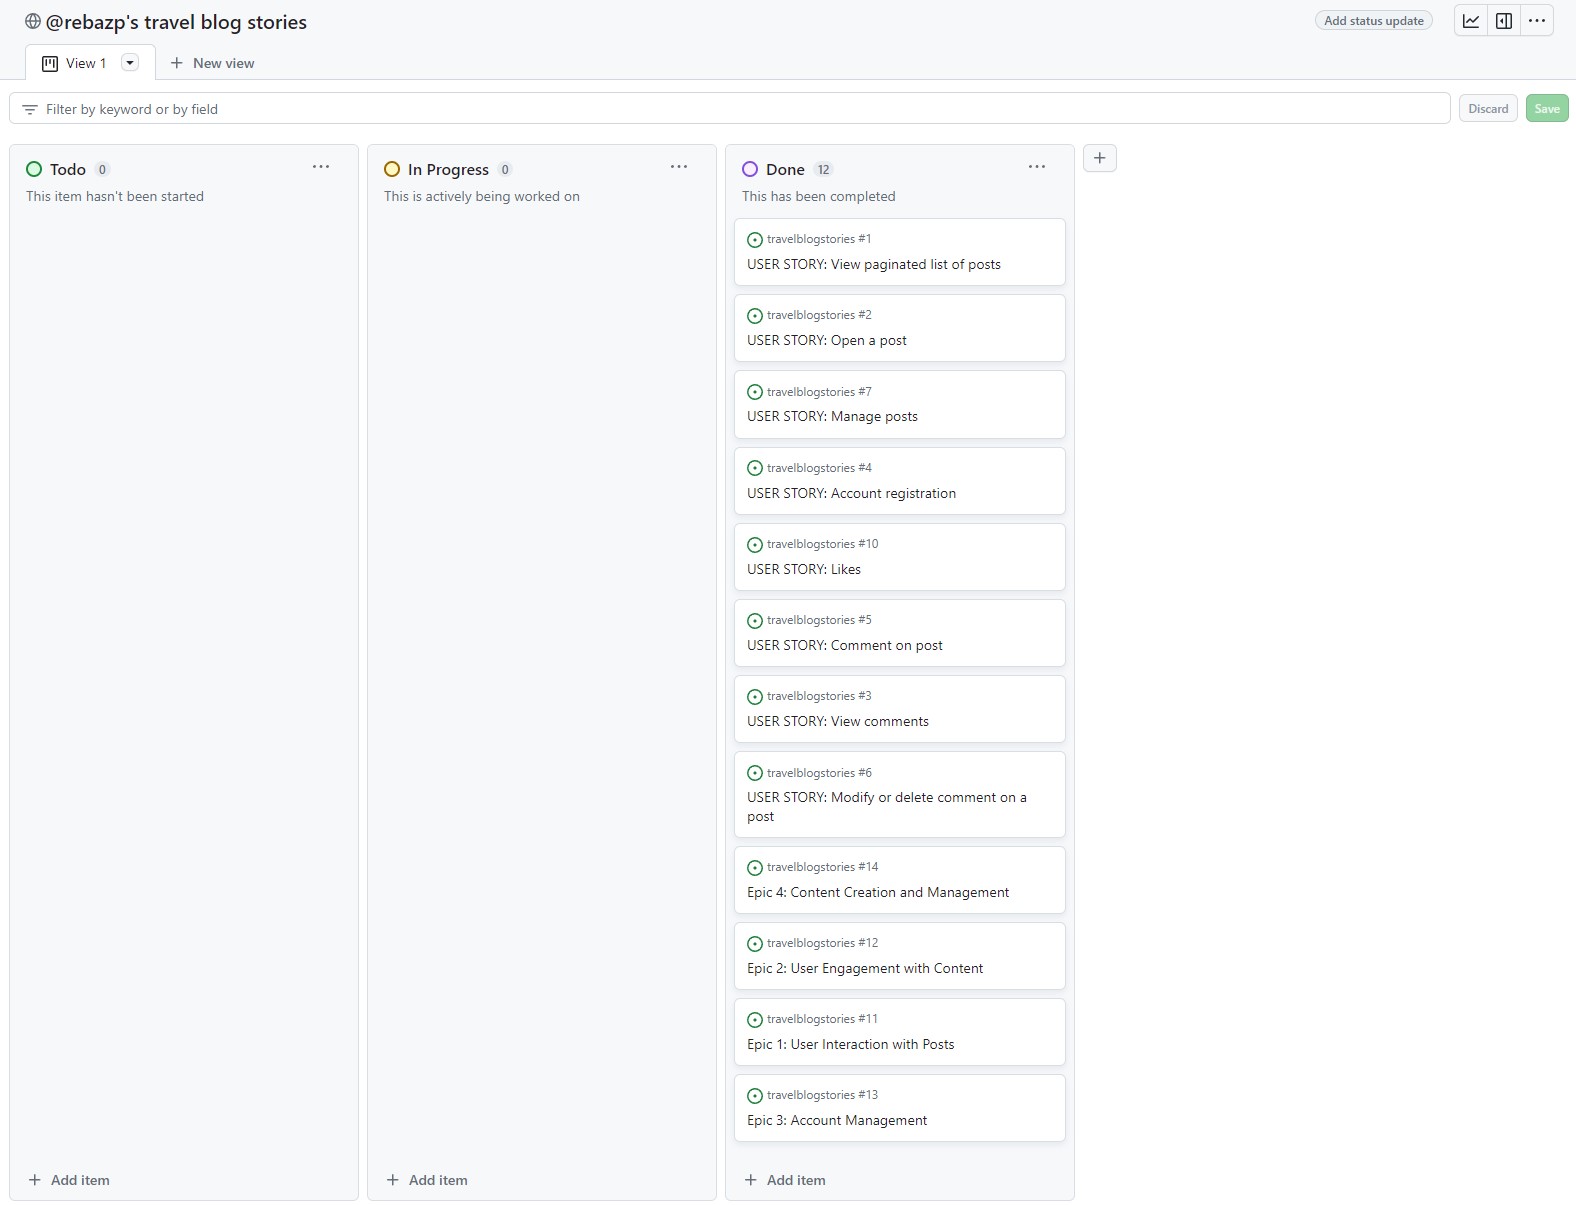 @rebazp's travel blog stories
Add status update
View 1
New view
Filter by keyword or by field
Discard
Save
Todo 0
This item hasn't been started
Add item
In Progress 0
This is actively being worked on
Add item
Done 12
This has been completed
travelblogstories #1
USER STORY: View paginated list of posts
travelblogstories #2
USER STORY: Open a post
travelblogstories #7
USER STORY: Manage posts
travelblogstories #4
USER STORY: Account registration
travelblogstories #10
USER STORY: Likes
travelblogstories #5
USER STORY: Comment on post
travelblogstories #3
USER STORY: View comments
travelblogstories #6
USER STORY: Modify or delete comment on a
post
travelblogstories #14
Epic 4: Content Creation and Management
travelblogstories #12
Epic 2: User Engagement with Content
travelblogstories #11
Epic 1: User Interaction with Posts
travelblogstories #13
Epic 3: Account Management
Add item